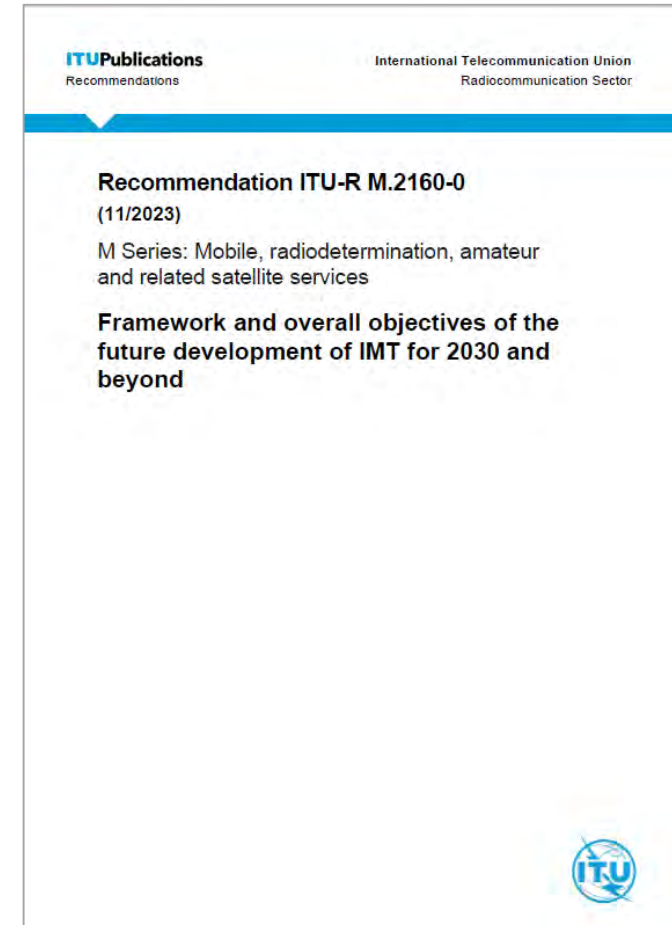 ITUPublications
International Telecommunication Union
Recommendations
Radiocommunication Sector
Recommendation ITU-R M.2160-0
(11/2023)
M Series: Mobile, radiodetermination, amateur
and related satellite services
Framework and overall objectives of the
future development of IMT for 2030 and
beyond
ITU